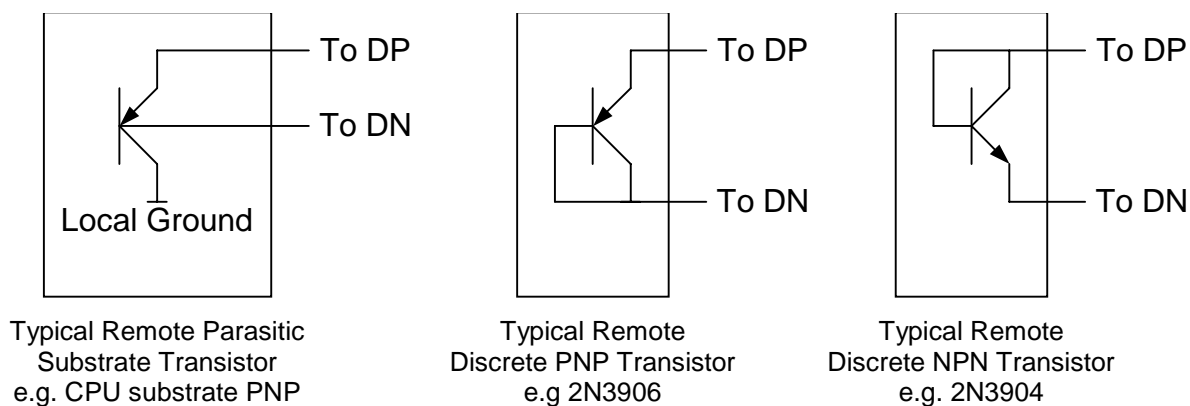 To DP
To DN
Local Ground
Typical Remote Parasitic
Substrate Transistor
e.g. CPU substrate PNP
To DP
To DN
Typical Remote
Discrete PNP Transistor
e.g 2N3906
To DP
To DN
Typical Remote
Discrete NPN Transistor
e.g. 2N3904